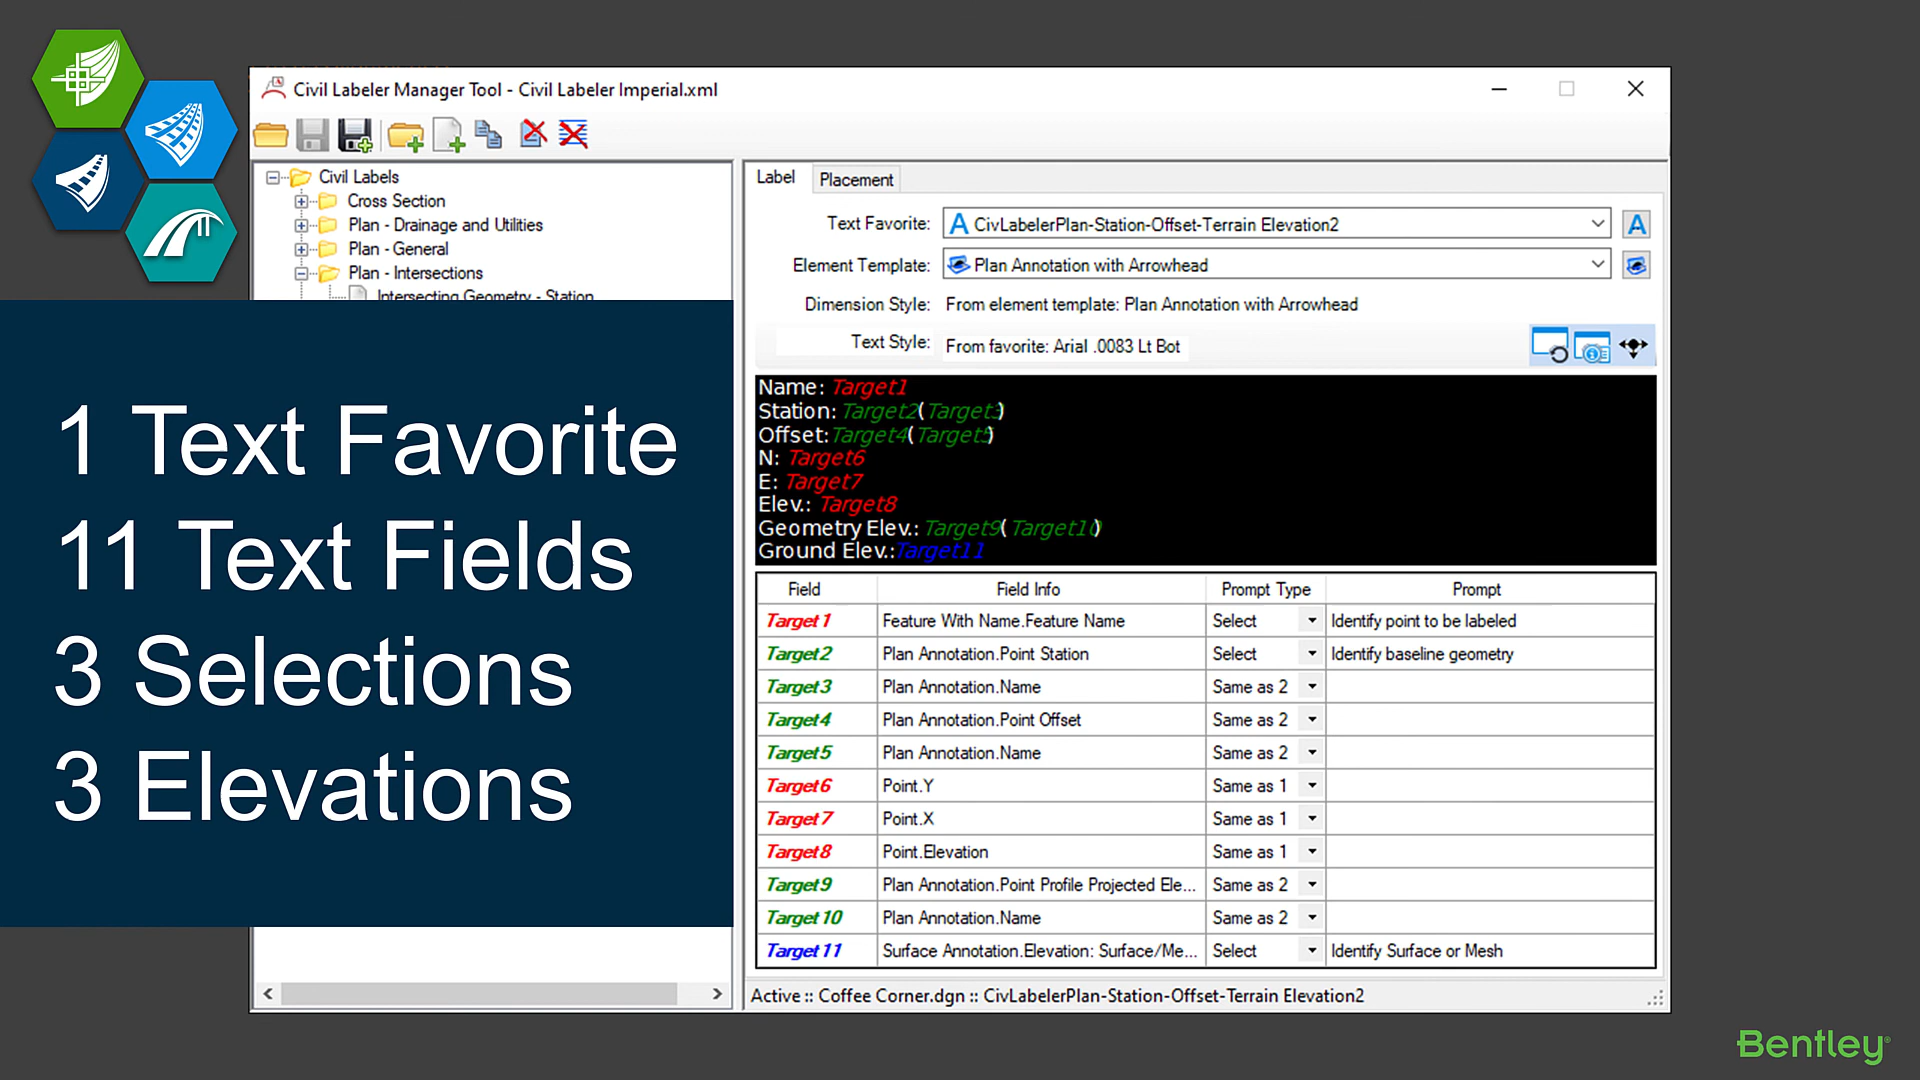 Civil Labeler Manager Tool - Civil Labeler Imperial.xml
Civil Labels
Cross Section
Plan - Drainage and Utilities
Plan - General
Plan - Intersections
Intersecting Geometry - Station
1 Text Favorite
11 Text Fields
3 Selections
3 Elevations
Label Placement
Text Favorite: CivLabelerPlan-Station-Offset-Terrain Elevation2
Element Template: Plan Annotation with Arrowhead
Dimension Style: From element template: Plan Annotation with Arrowhead
Text Style: From favorite: Arial .0083 Lt Bot
Name: Target1
Station: Target2(Target3)
Offset:Target4(Target5)
N: Target6
E: Target7
Elev.: Target8
Geometry Elev.: Target9(Target10)
Ground Elev.:Target11
Field Field Info Prompt Type Prompt
Target1 Feature With Name.Feature Name Select Identify point to be labeled
Target2 Plan Annotation.Point Station Select Identify baseline geometry
Target3 Plan Annotation.Name Same as 2
Target4 Plan Annotation.Point Offset Same as 2
Target5 Plan Annotation.Name Same as 2
Target6 Point.Y Same as 1
Target7 Point.X Same as 1
Target8 Point.Elevation Same as 1
Target9 Plan Annotation.Point Profile Projected Ele... Same as 2
Target10 Plan Annotation.Name Same as 2
Target11 Surface Annotation.Elevation: Surface/Me... Select Identify Surface or Mesh
Active :: Coffee Corner.dgn :: CivLabelerPlan-Station-Offset-Terrain Elevation2
Bentley